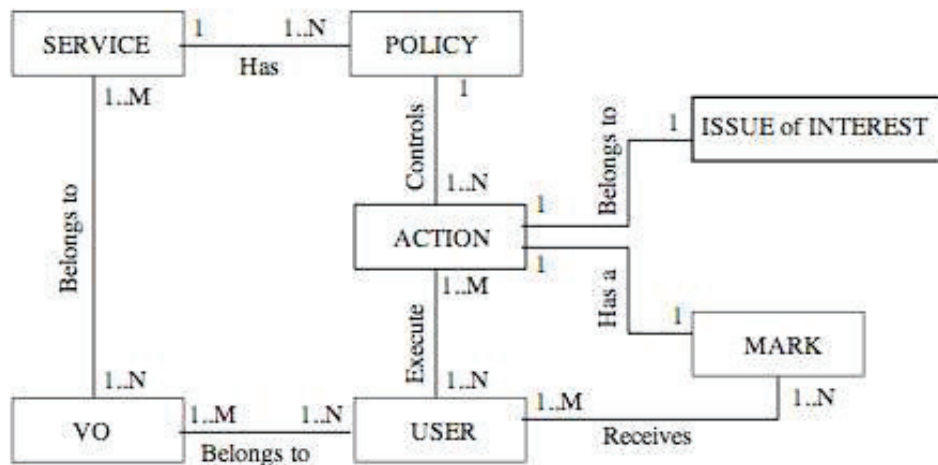 SERVICE
1
1..N
POLICY
Has
1..M
1
1
ISSUE of INTEREST
Belongs to
Controls
Belongs to
1..N
1
ACTION
1
1..M
Has a
1
MARK
Execute
1..N
1..N
1..M
1..N
1..M
1..N
VO
USER
Belongs to
Receives